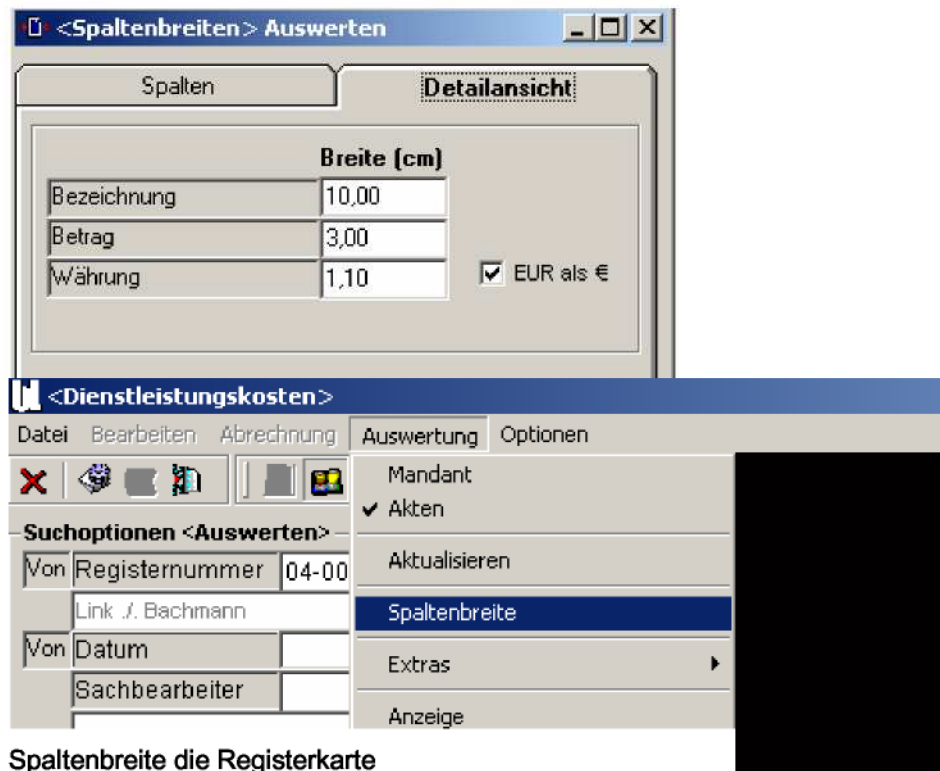 <Spaltenbreiten> Auswerten
Spalten Detailansicht
Breite (cm)
Bezeichnung 10,00
Betrag 3,00
Währung 1,10 EUR als €
<Dienstleistungskosten>
Datei Bearbeiten Abrechnung Auswertung Optionen
Mandant
Akten
Suchoptionen <Auswerten>
Aktualisieren
Von Registernummer 04-00
Link ./. Bachmann
Spaltenbreite
Von Datum
Extras
Sachbearbeiter
Anzeige
Spaltenbreite die Registerkarte